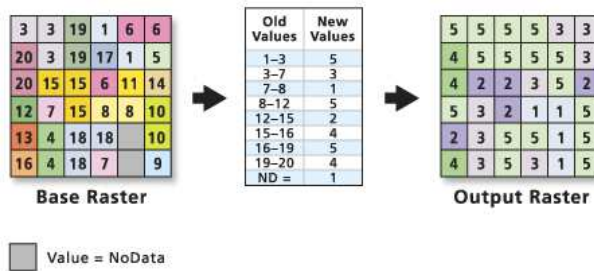 3 3 19 1 6 6
20 3 19 17 1 5
20 15 15 6 11 14
12 7 15 8 8 10
13 4 18 18 10
16 4 18 7 9
Base Raster
Old Values New Values
1–3 5
3–7 3
7–8 1
8–12 5
12–15 2
15–16 4
16–19 5
19–20 4
ND = 1
5 5 5 5 3 3
4 5 5 5 5 3
4 2 2 3 5 2
5 3 2 1 1 5
2 3 5 5 1 5
4 3 5 3 1 5
Output Raster
Value = NoData